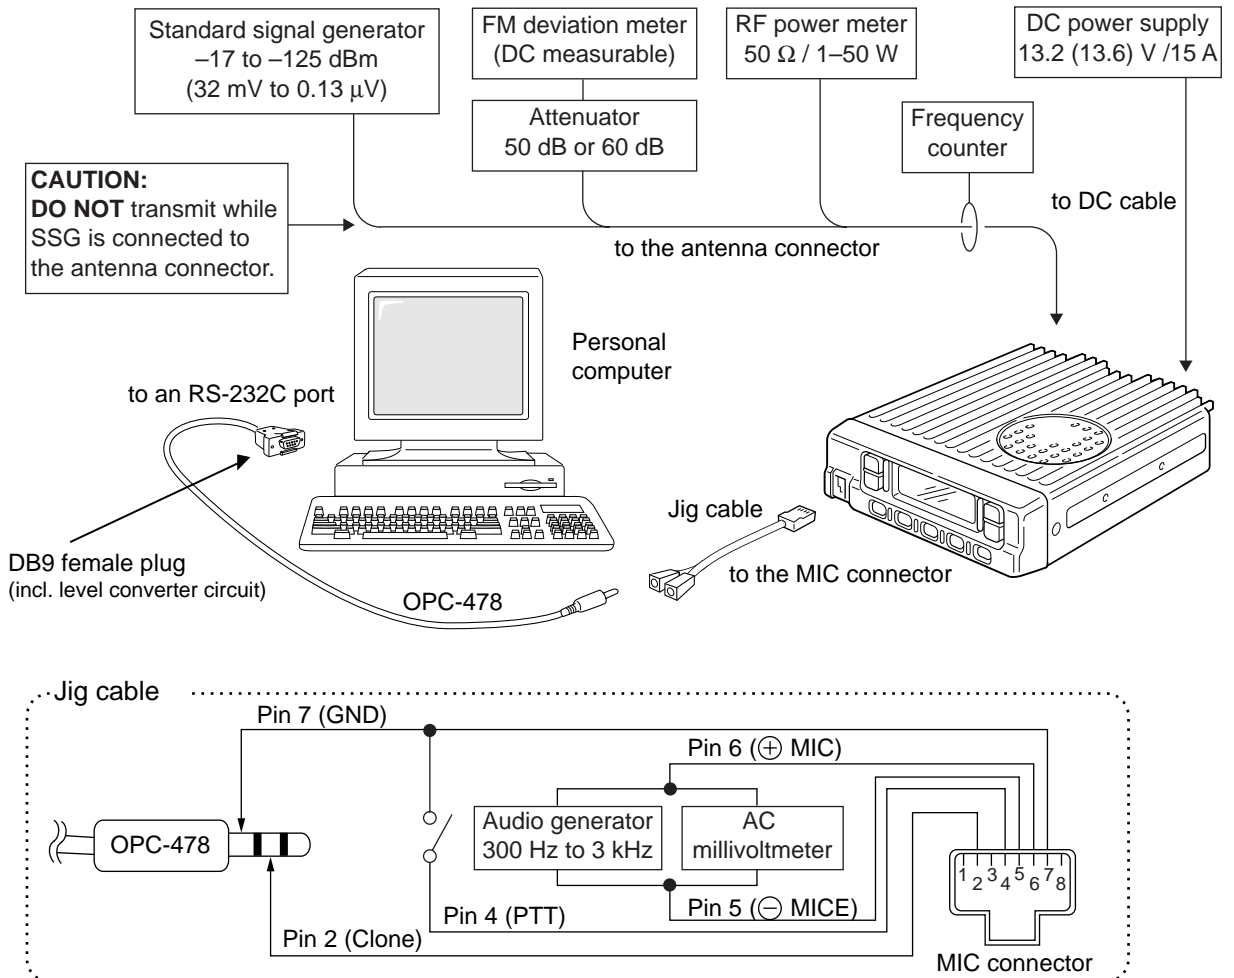 Standard signal generator
–17 to –125 dBm
(32 mV to 0.13 μV)
FM deviation meter
(DC measurable)
RF power meter
50 Ω / 1–50 W
DC power supply
13.2 (13.6) V /15 A
Attenuator
50 dB or 60 dB
Frequency
counter
CAUTION:
DO NOT transmit while
SSG is connected to
the antenna connector.
to the antenna connector
to DC cable
Personal
computer
to an RS-232C port
Jig cable
to the MIC connector
DB9 female plug
(incl. level converter circuit)
OPC-478
Jig cable
Pin 7 (GND)
Pin 6 (⊕ MIC)
OPC-478
Audio generator
300 Hz to 3 kHz
AC
millivoltmeter
1 2 3 4 5 6 7 8
Pin 4 (PTT)
Pin 5 (⊖ MICE)
Pin 2 (Clone)
MIC connector